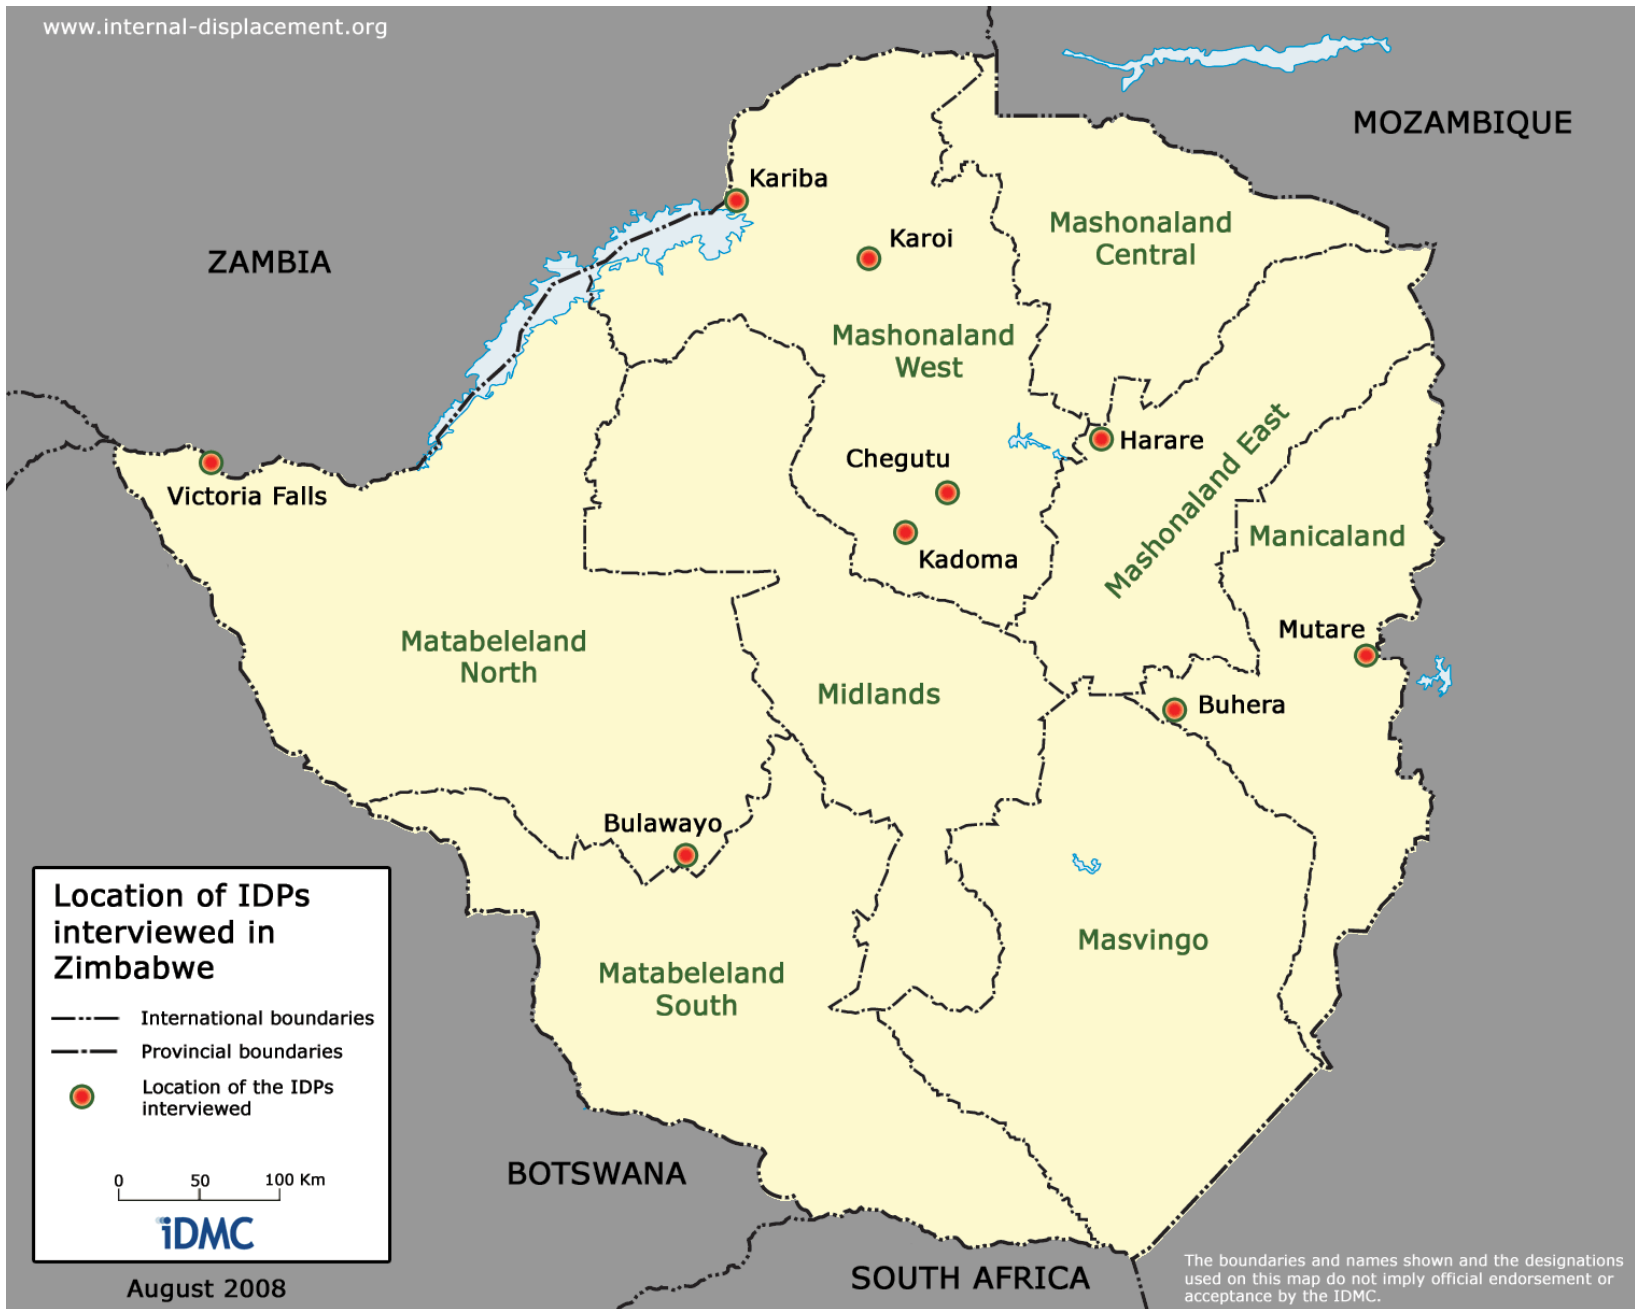 www.internal-displacement.org
MOZAMBIQUE
Kariba
Karoi
Mashonaland
Central
ZAMBIA
Mashonaland
West
Harare
Chegutu
Mashonaland East
Victoria Falls
Manicaland
Kadoma
Mutare
Matabeleland
North
Midlands
Buhera
Bulawayo
Masvingo
Matabeleland
South
Location of IDPs
interviewed in
Zimbabwe
International boundaries
Provincial boundaries
Location of the IDPs
interviewed
0 50 100 Km
iDMC
August 2008
BOTSWANA
SOUTH AFRICA
The boundaries and names shown and the designations
used on this map do not imply official endorsement or
acceptance by the IDMC.